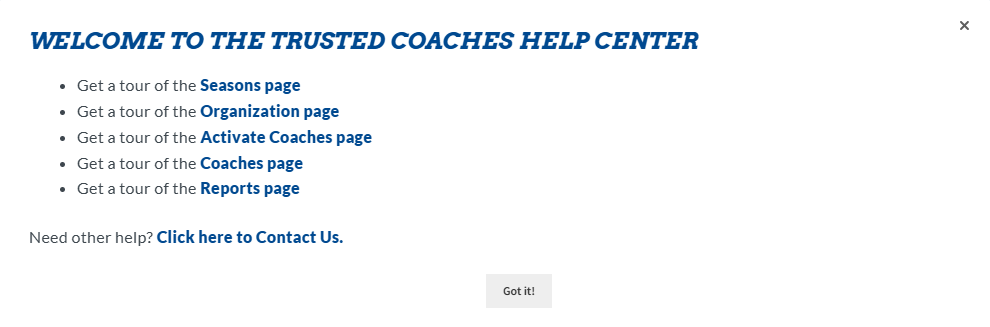 WELCOME TO THE TRUSTED COACHES HELP CENTER
×
• Get a tour of the Seasons page
• Get a tour of the Organization page
• Get a tour of the Activate Coaches page
• Get a tour of the Coaches page
• Get a tour of the Reports page
Need other help? Click here to Contact Us.
Got it!